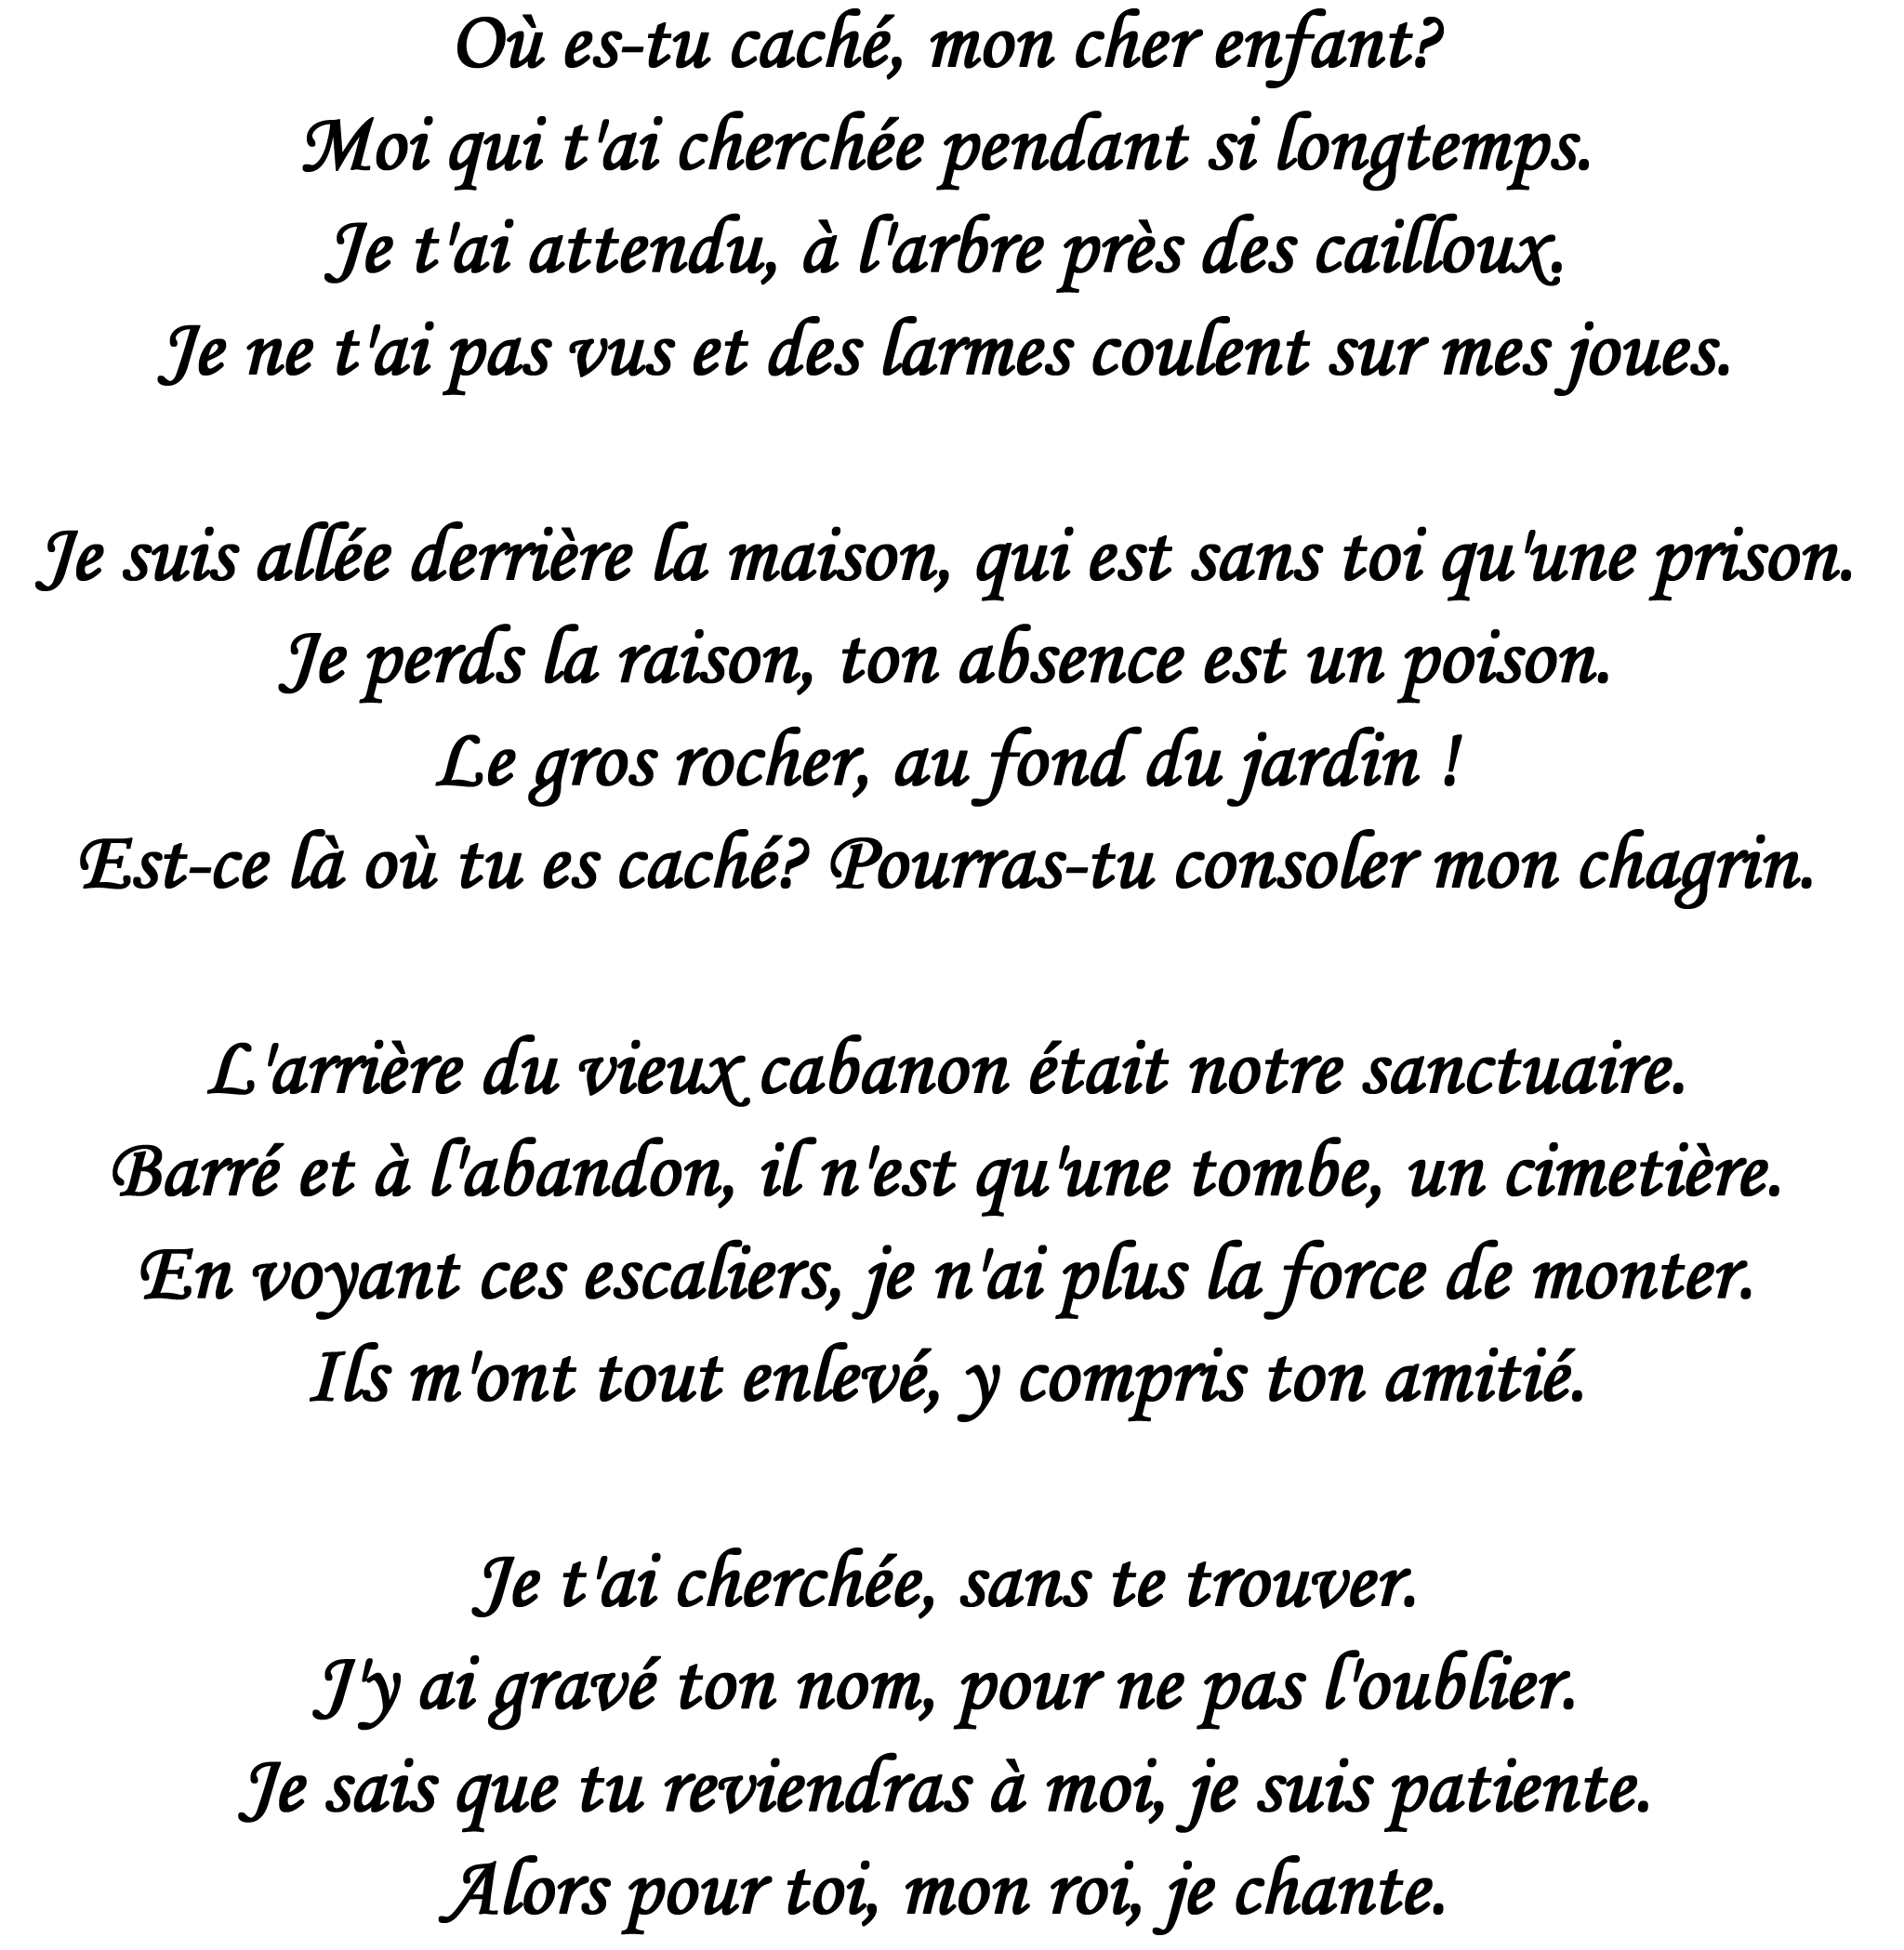 Où es-tu caché, mon cher enfant?
Moi qui t'ai cherchée pendant si longtemps.
Je t'ai attendu, à l'arbre près des cailloux.
Je ne t'ai pas vus et des larmes coulent sur mes joues.
Je suis allée derrière la maison, qui est sans toi qu'une prison.
Je perds la raison, ton absence est un poison.
Le gros rocher, au fond du jardin !
Est-ce là où tu es caché? Pourras-tu consoler mon chagrin.
L'arrière du vieux cabanon était notre sanctuaire.
Barré et à l'abandon, il n'est qu'une tombe, un cimetière.
En voyant ces escaliers, je n'ai plus la force de monter.
Ils m'ont tout enlevé, y compris ton amitié.
Je t'ai cherchée, sans te trouver.
J'y ai gravé ton nom, pour ne pas l'oublier.
Je sais que tu reviendras à moi, je suis patiente.
Alors pour toi, mon roi, je chante.